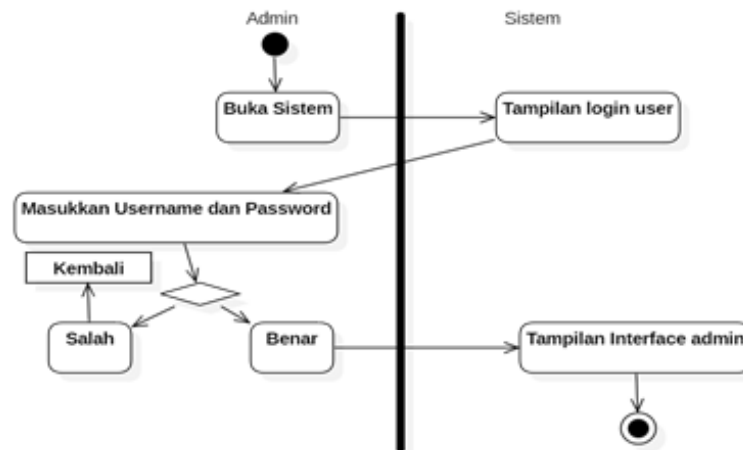 Admin
Sistem
Buka Sistem
Tampilan login user
Masukkan Username dan Password
Kembali
Salah
Benar
Tampilan Interface admin